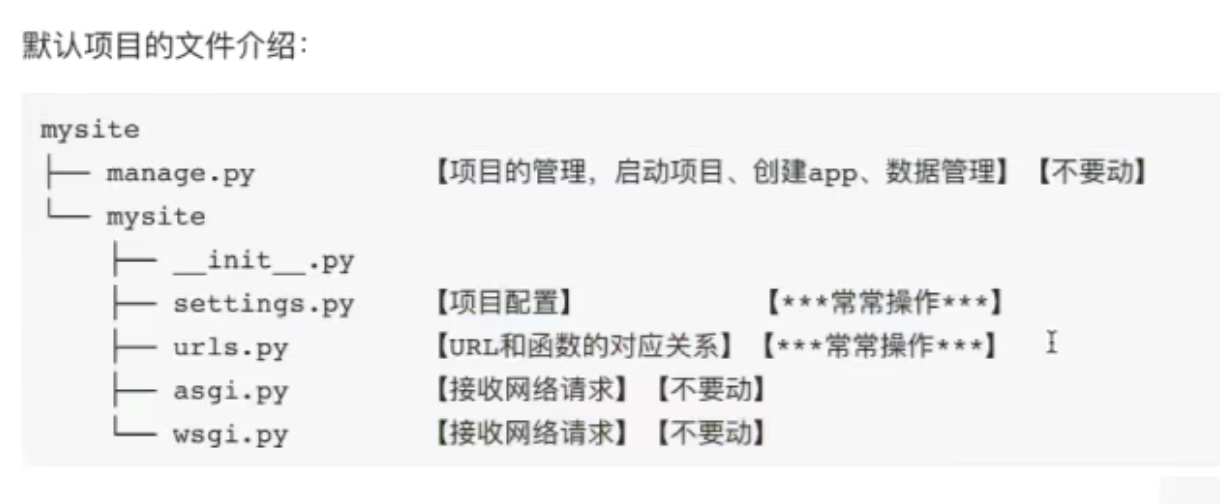 默认项目的文件介绍：
mysite
├── manage.py 【项目的管理，启动项目、创建app、数据管理】【不要动】
└── mysite
    ├── __init__.py
    ├── settings.py 【项目配置】 【***常常操作***】
    ├── urls.py 【URL和函数的对应关系】【***常常操作***】
    ├── asgi.py 【接收网络请求】【不要动】
    └── wsgi.py 【接收网络请求】【不要动】